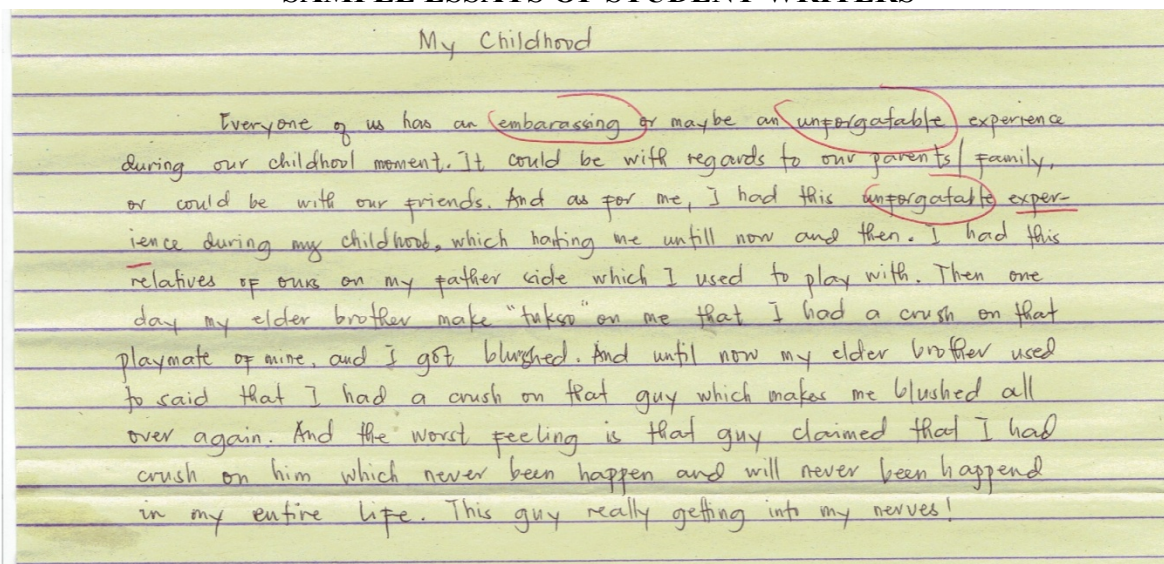 SAMPLE ESSAYS OF STUDENT WRITERS
My Childhood
Everyone of us has an embarassing or maybe an unforgatable experience
during our childhool moment. It could be with regards to our parents/family,
or could be with our friends. And as for me, I had this unforgatable exper-
ience during my childhood, which hating me untill now and then. I had this
relatives of ours on my father side which I used to play with. Then one
day my elder brother make "tukso" on me that I had a crush on that
playmate of mine, and I got blushed. And until now my elder brother used
to said that I had a crush on that guy which makes me blushed all
over again. And the worst feeling is that guy claimed that I had
crush on him which never been happen and will never been happend
in my entire life. This guy really getting into my nerves!